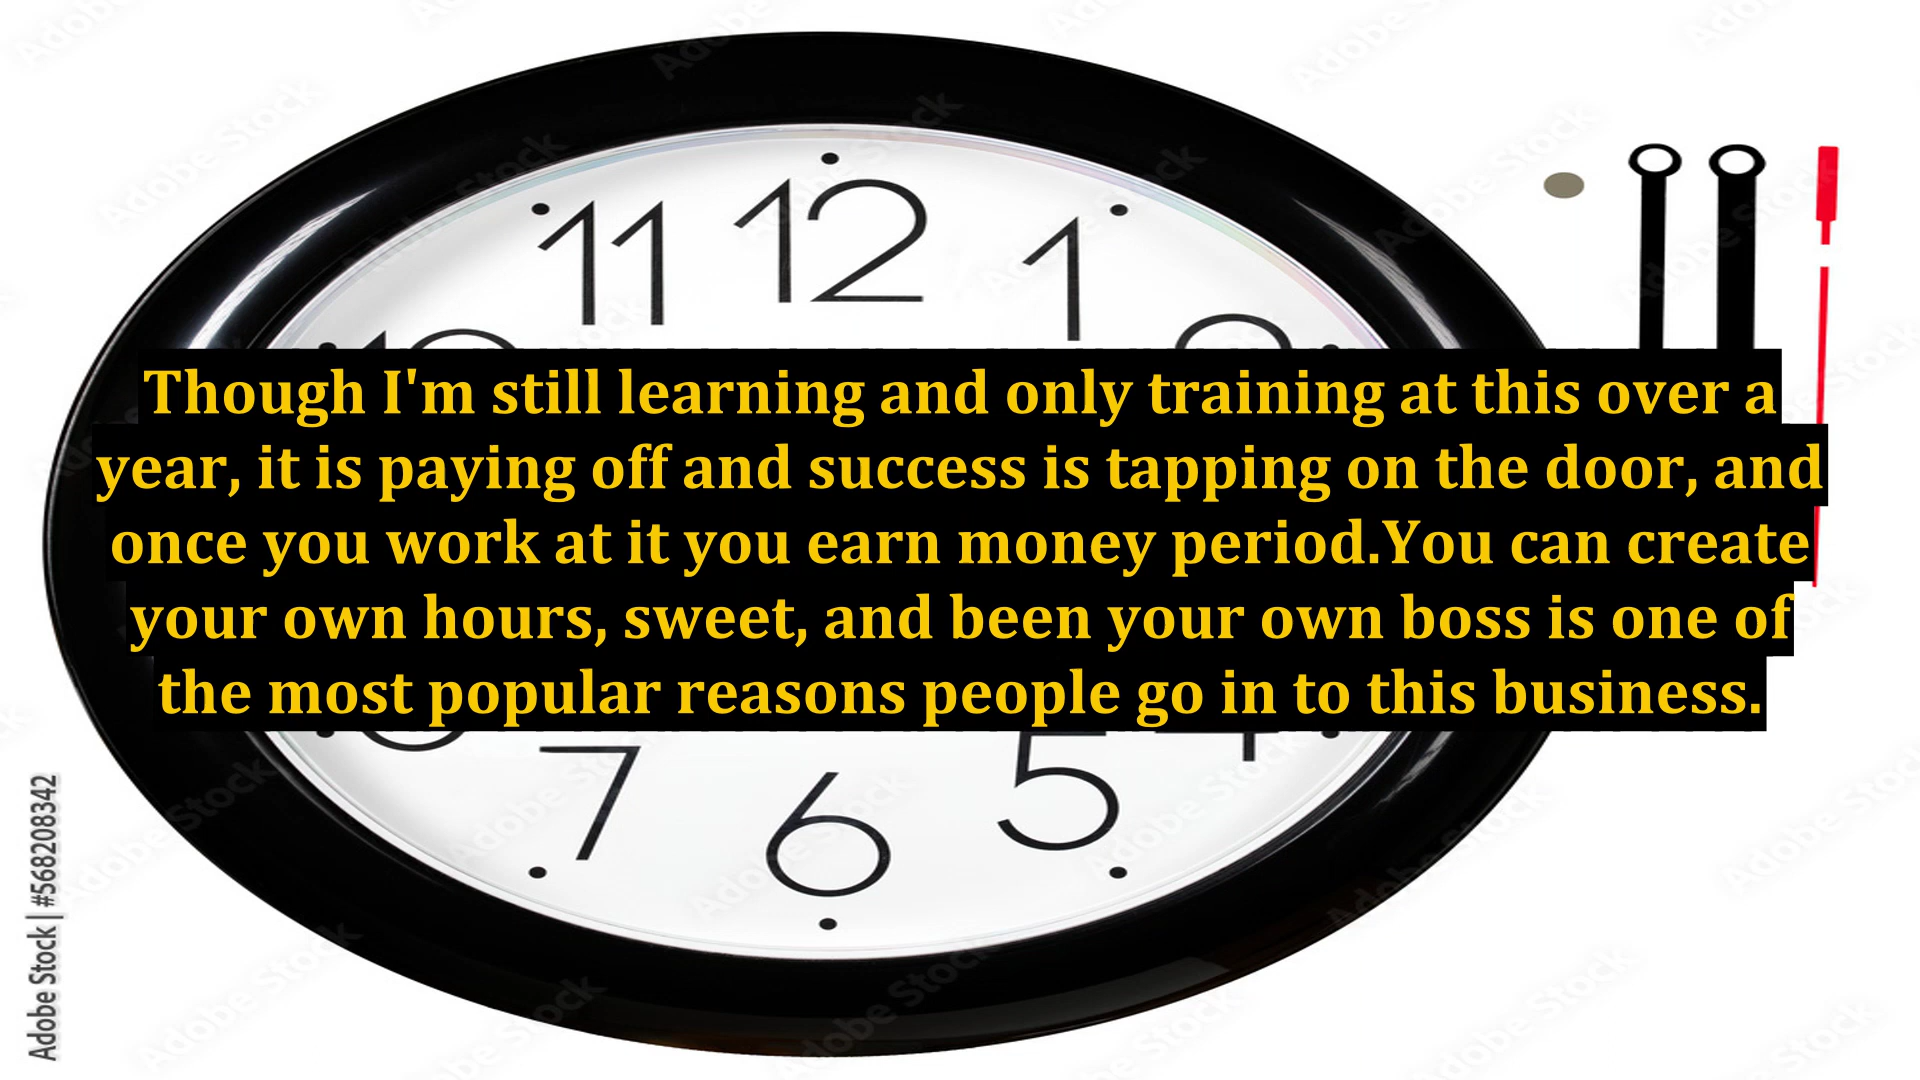 11 12 1
Though I'm still learning and only training at this over a
year, it is paying off and success is tapping on the door, and
once you work at it you earn money period.You can create
your own hours, sweet, and been your own boss is one of
the most popular reasons people go in to this business.
7 6 5
Adobe Stock | #568208342
Adobe Stock